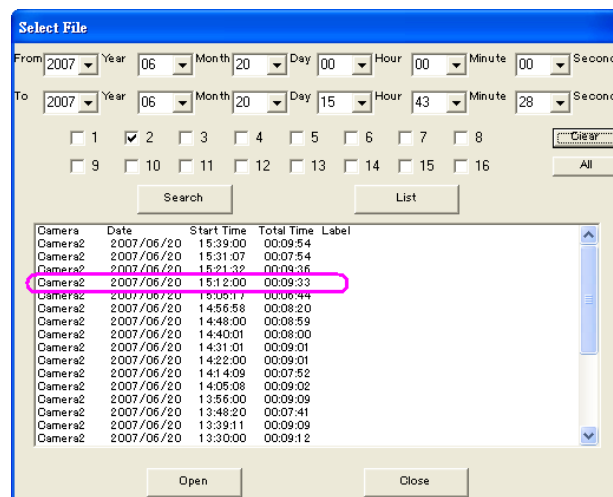 Select File
From 2007 Year 06 Month 20 Day 00 Hour 00 Minute 00 Second
To 2007 Year 06 Month 20 Day 15 Hour 43 Minute 28 Second
1 2 3 4 5 6 7 8 Clear
9 10 11 12 13 14 15 16 All
Search List
Camera Date Start Time Total Time Label
Camera2 2007/06/20 15:39:00 00:09:54
Camera2 2007/06/20 15:31:07 00:07:54
Camera2 2007/06/20 15:21:32 00:09:36
Camera2 2007/06/20 15:12:00 00:09:33
Camera2 2007/06/20 15:05:17 00:06:44
Camera2 2007/06/20 14:56:58 00:08:20
Camera2 2007/06/20 14:48:00 00:08:59
Camera2 2007/06/20 14:40:01 00:08:00
Camera2 2007/06/20 14:31:01 00:09:01
Camera2 2007/06/20 14:22:00 00:09:01
Camera2 2007/06/20 14:14:09 00:07:52
Camera2 2007/06/20 14:05:08 00:09:02
Camera2 2007/06/20 13:56:00 00:09:09
Camera2 2007/06/20 13:48:20 00:07:41
Camera2 2007/06/20 13:39:11 00:09:09
Camera2 2007/06/20 13:30:00 00:09:12
Open Close